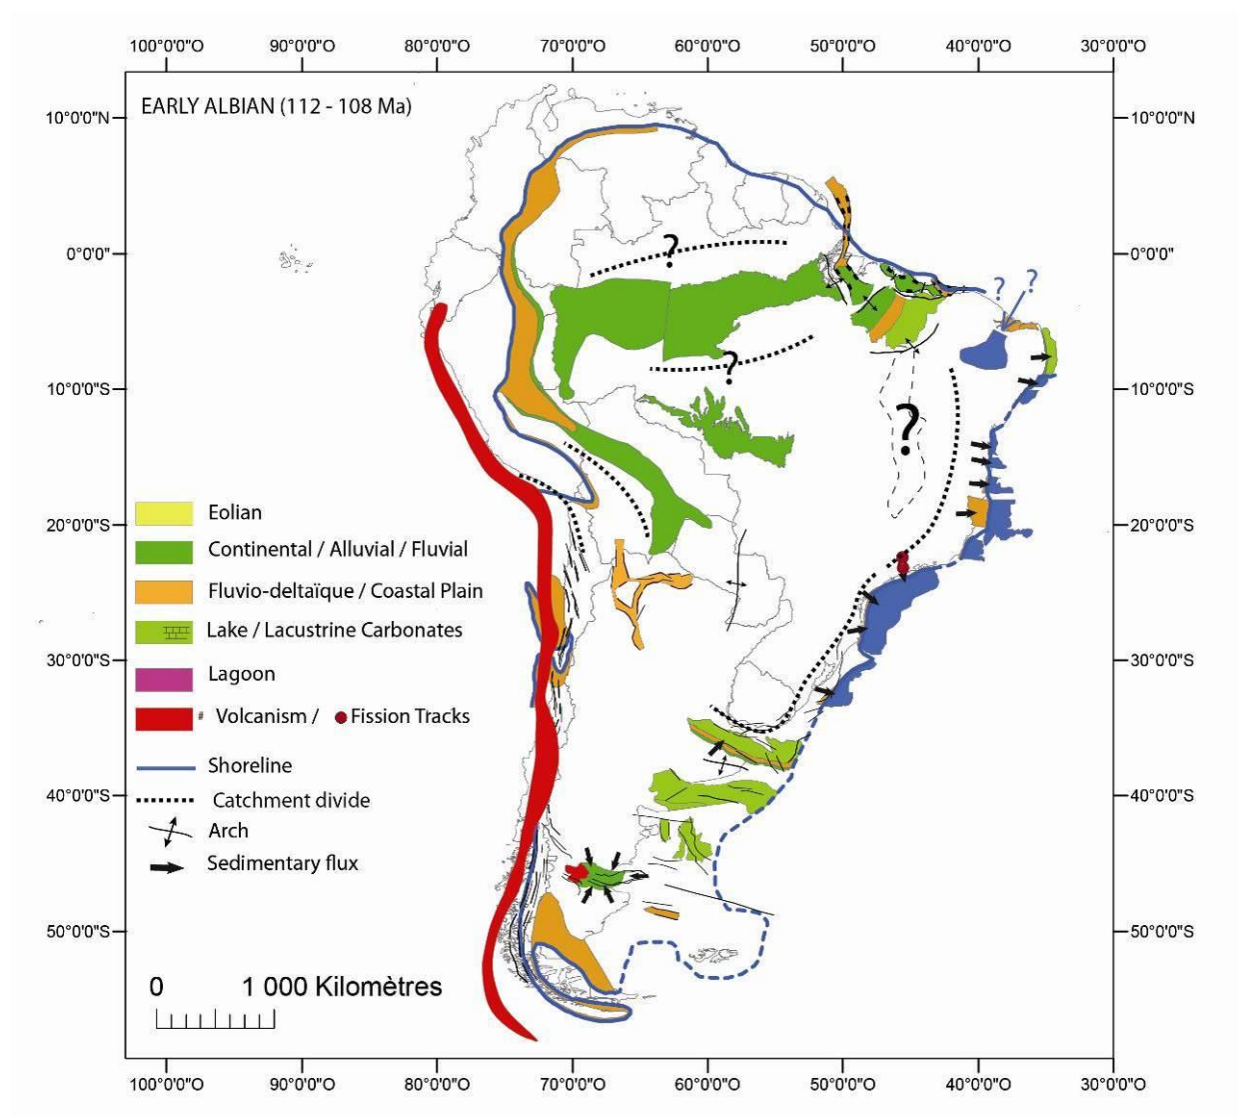 100°0'0"O 90°0'0"O 80°0'0"O 70°0'0"O 60°0'0"O 50°0'0"O 40°0'0"O 30°0'0"O
EARLY ALBIAN (112 - 108 Ma)
10°0'0"N 10°0'0"N
?
0°0'0" 0°0'0"
? ?
?
10°0'0"S 10°0'0"S
?
Eolian
20°0'0"S 20°0'0"S
Continental / Alluvial / Fluvial
Fluvio-deltaïque / Coastal Plain
Lake / Lacustrine Carbonates
30°0'0"S 30°0'0"S
Lagoon
Volcanism / Fission Tracks
Shoreline
40°0'0"S 40°0'0"S
Catchment divide
Arch
Sedimentary flux
50°0'0"S 50°0'0"S
0 1 000 Kilomètres
100°0'0"O 90°0'0"O 80°0'0"O 70°0'0"O 60°0'0"O 50°0'0"O 40°0'0"O 30°0'0"O